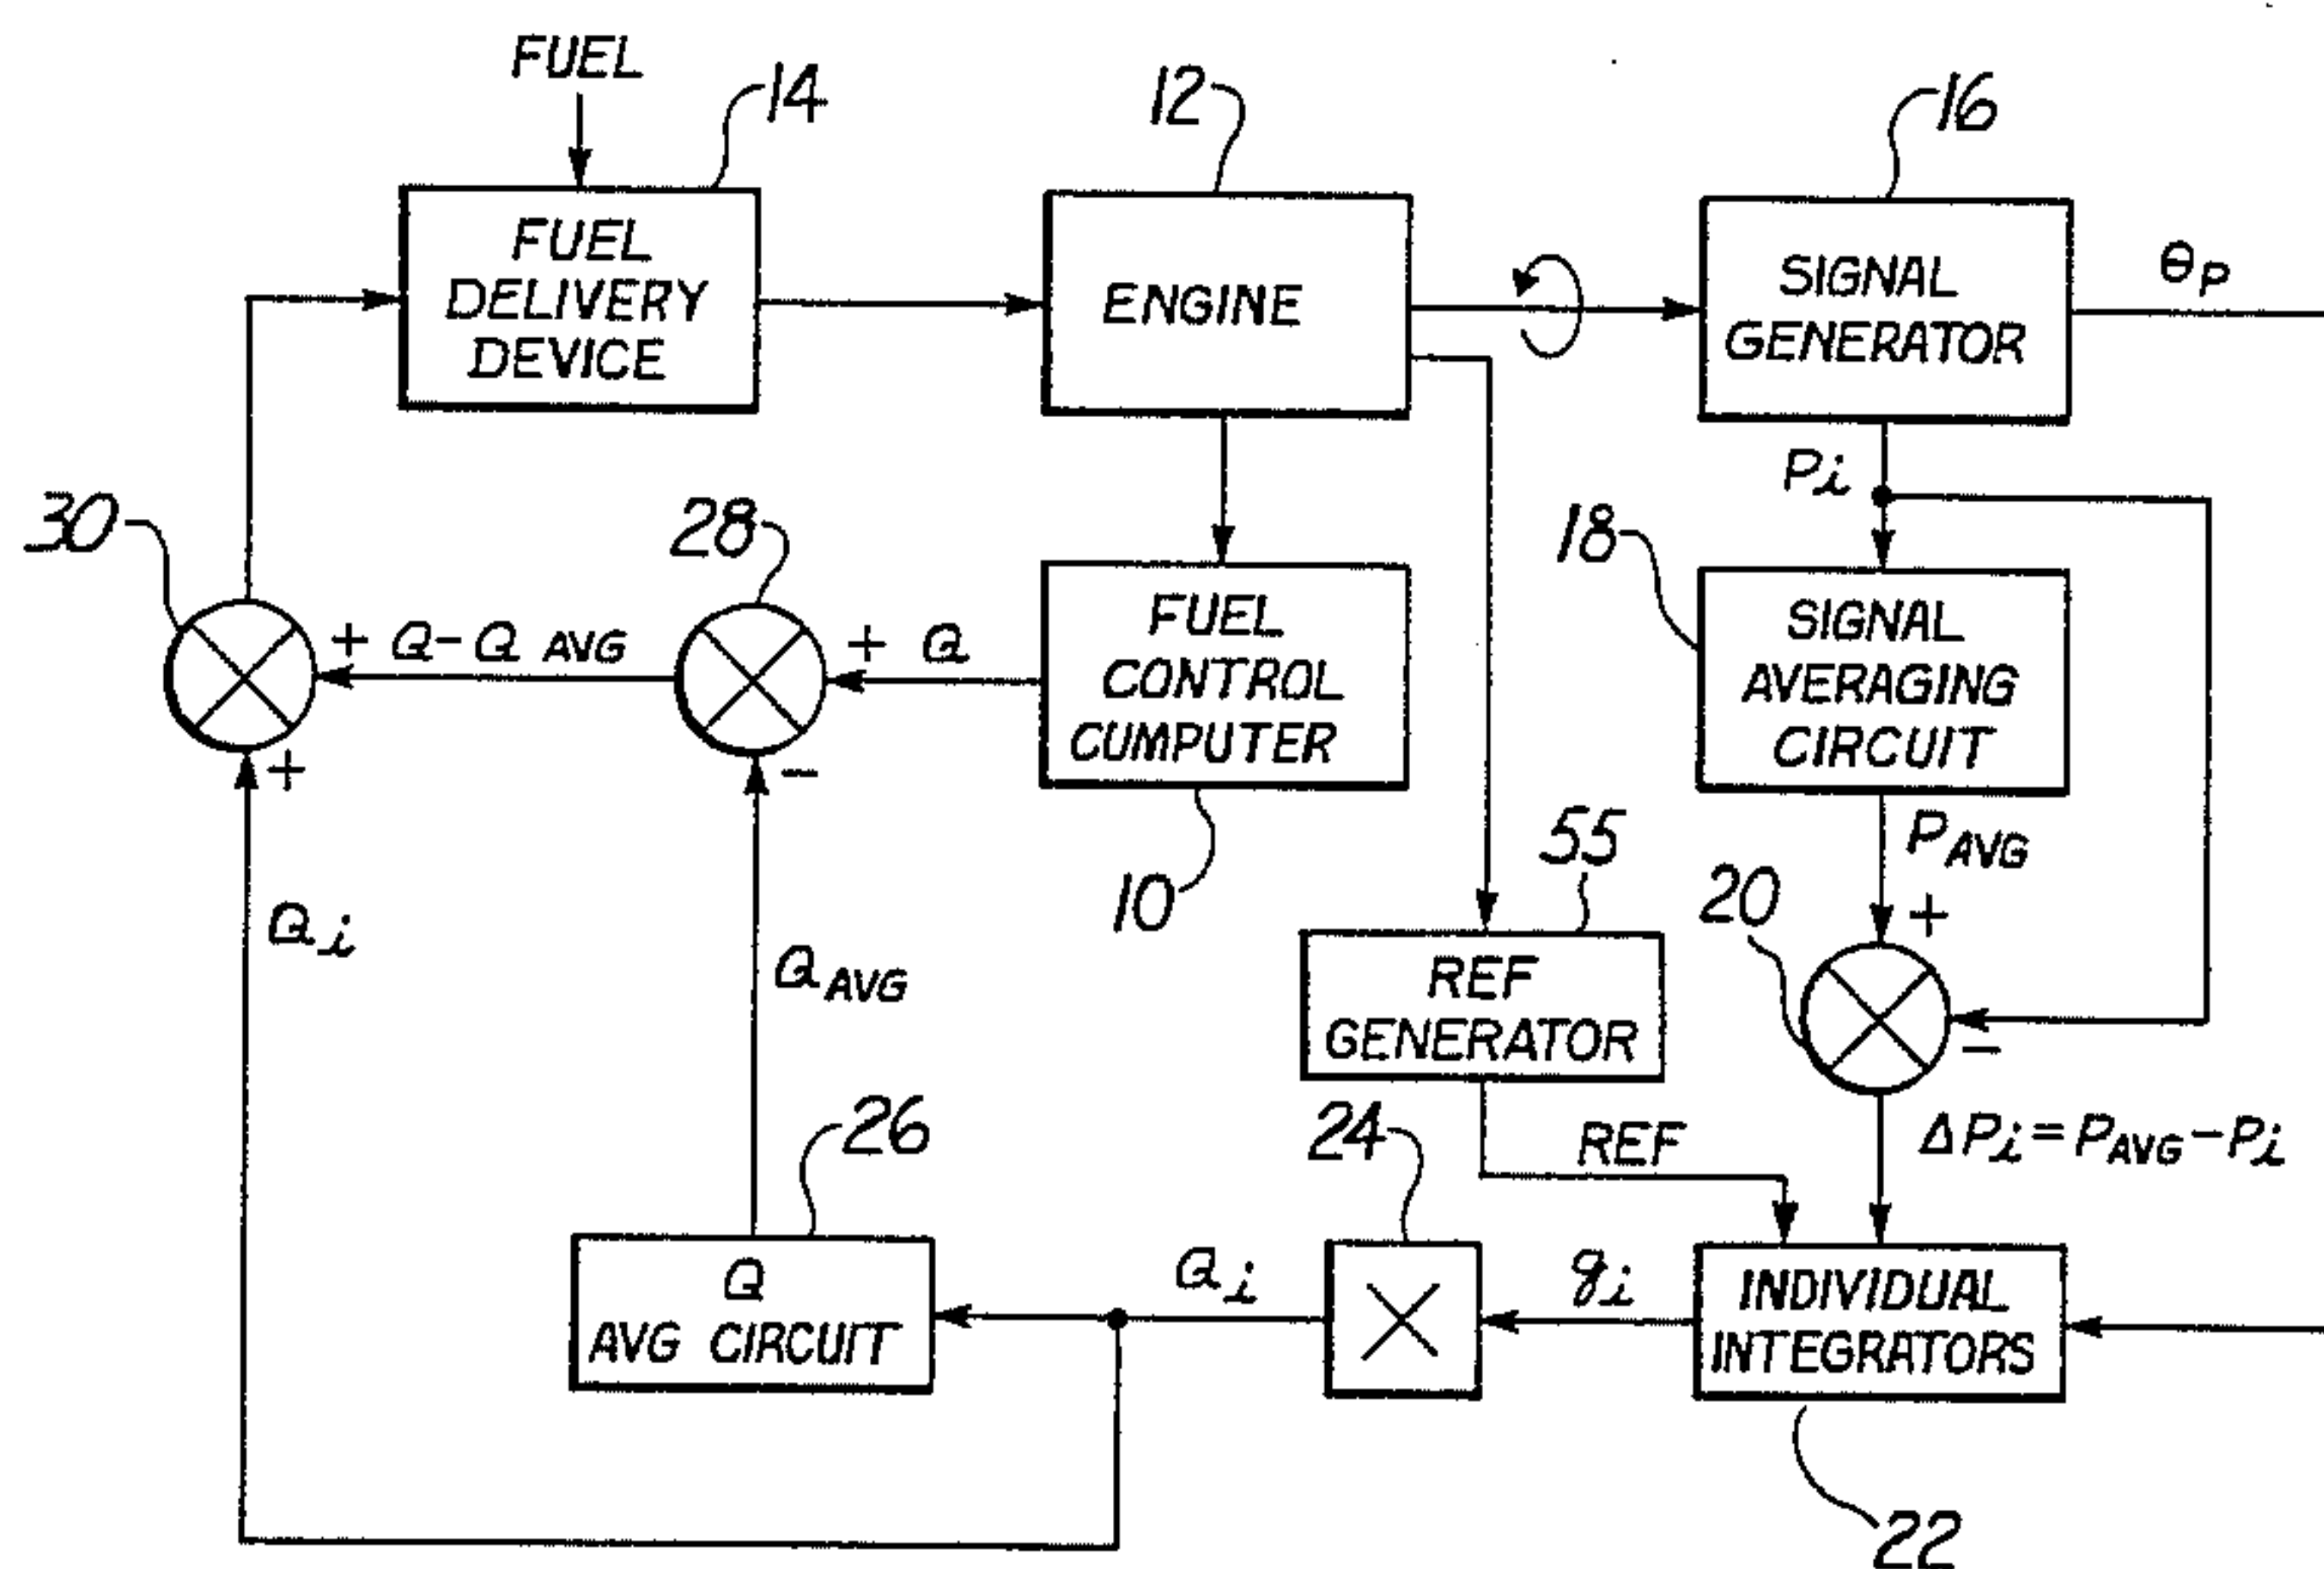 FUEL
14
12
16
FUEL
DELIVERY
DEVICE
ENGINE
SIGNAL
GENERATOR
θP
Pi
30
28
18
+ Q-Q AVG
+ Q
FUEL
CONTROL
CUMPUTER
SIGNAL
AVERAGING
CIRCUIT
+
-
10
55
PAVG
20
+
-
Qi
QAVG
REF
GENERATOR
26
24
REF
ΔPi=PAVG-Pi
Q
AVG CIRCUIT
Qi
qi
INDIVIDUAL
INTEGRATORS
22